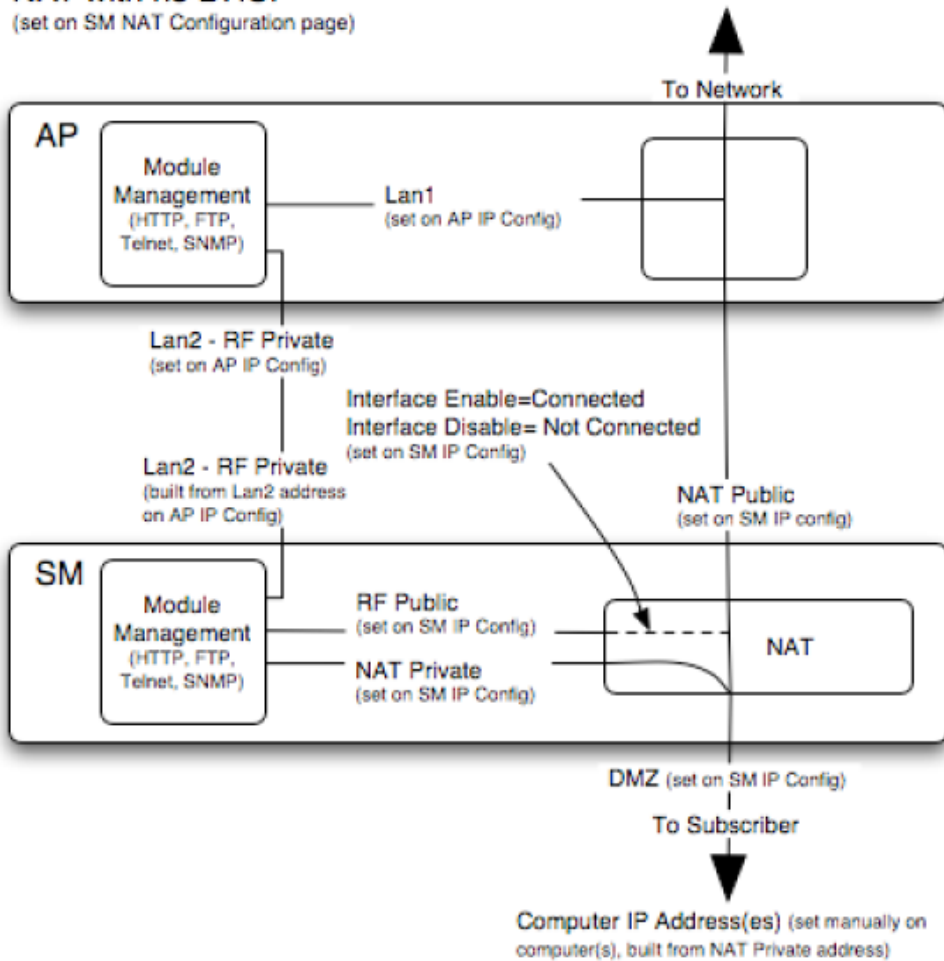 (set on SM NAT Configuration page)
To Network
AP
Module
Management
(HTTP, FTP,
Telnet, SNMP)
Lan1
(set on AP IP Config)
Lan2 - RF Private
(set on AP IP Config)
Interface Enable=Connected
Interface Disable= Not Connected
(set on SM IP Config)
Lan2 - RF Private
(built from Lan2 address
on AP IP Config)
NAT Public
(set on SM IP config)
SM
Module
Management
(HTTP, FTP,
Telnet, SNMP)
RF Public
(set on SM IP Config)
NAT Private
(set on SM IP Config)
NAT
DMZ (set on SM IP Config)
To Subscriber
Computer IP Address(es) (set manually on
computer(s), built from NAT Private address)